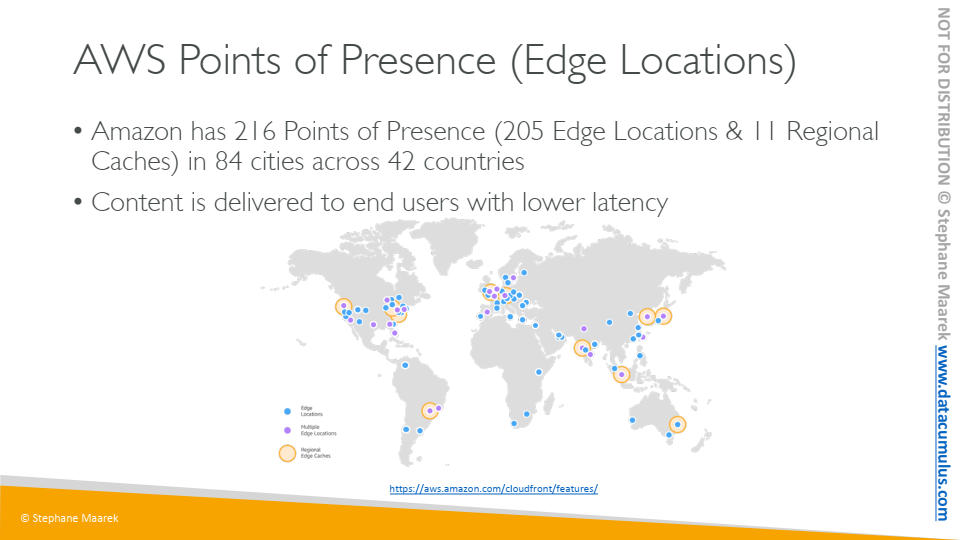 AWS Points of Presence (Edge Locations)
• Amazon has 216 Points of Presence (205 Edge Locations & 11 Regional
Caches) in 84 cities across 42 countries
• Content is delivered to end users with lower latency
Edge
Locations
Multiple
Edge Locations
Regional
Edge Caches
https://aws.amazon.com/cloudfront/features/
© Stephane Maarek
NOT FOR DISTRIBUTION © Stephane Maarek www.datacumulus.com